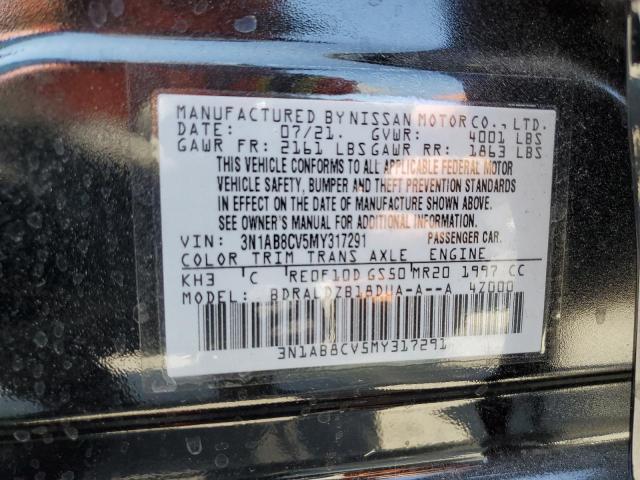 MANUFACTURED BY NISSAN MOTOR CO., LTD.
DATE: 07/21. GVWR: 4001 LBS
GAWR FR: 2161 LBS GAWR RR: 1863 LBS
THIS VEHICLE CONFORMS TO ALL APPLICABLE FEDERAL MOTOR
VEHICLE SAFETY, BUMPER AND THEFT PREVENTION STANDARDS
IN EFFECT ON THE DATE OF MANUFACTURE SHOWN ABOVE.
SEE OWNER'S MANUAL FOR ADDITIONAL INFORMATION.
VIN: 3N1AB8CV5MY317291 PASSENGER CAR.
COLOR TRIM TRANS AXLE ENGINE
KH3 C RE0F10D GS50 MR20 1997 CC
MODEL: BDRALDZB18DUA-A--A 4Z000
3N1AB8CV5MY317291